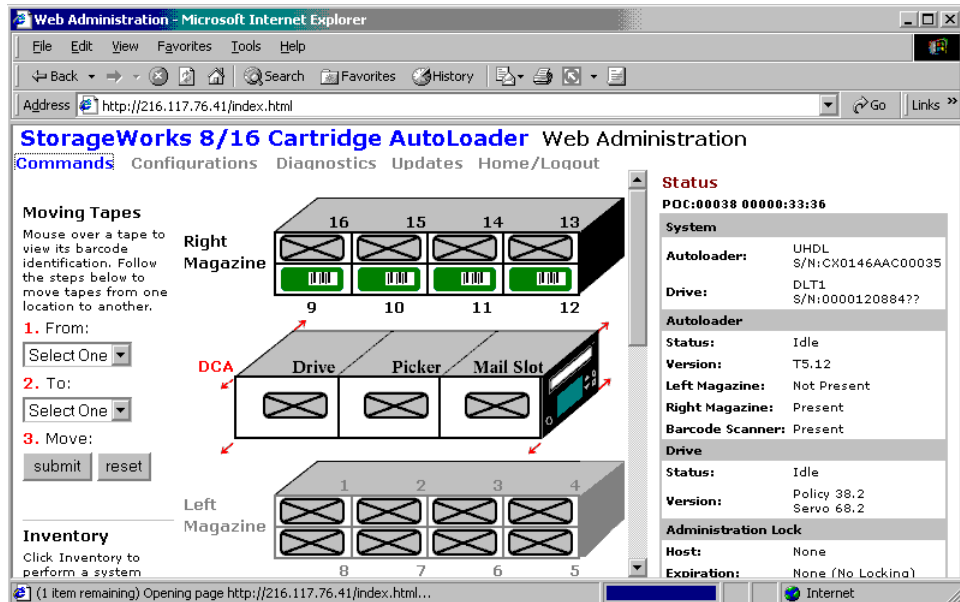 Web Administration - Microsoft Internet Explorer
File Edit View Favorites Tools Help
Back Search Favorites History
Address http://216.117.76.41/index.html Go Links »
StorageWorks 8/16 Cartridge AutoLoader Web Administration
Commands Configurations Diagnostics Updates Home/Logout
Moving Tapes
Mouse over a tape to
view its barcode
identification. Follow
the steps below to
move tapes from one
location to another.
1. From:
Select One
2. To:
Select One
3. Move:
submit reset
Inventory
Click Inventory to
perform a system
16 15 14 13
Right
Magazine
9 10 11 12
DCA Drive Picker Mail Slot
1 2 3 4
Left
Magazine
8 7 6 5
Status
POC:00038 00000:33:36
System
Autoloader: UHDL
S/N:CX0146AAC00035
Drive: DLT1
S/N:0000120884??
Autoloader
Status: Idle
Version: T5.12
Left Magazine: Not Present
Right Magazine: Present
Barcode Scanner: Present
Drive
Status: Idle
Version: Policy 38.2
Servo 68.2
Administration Lock
Host: None
Expiration: None (No Locking)
(1 item remaining) Opening page http://216.117.76.41/index.html... Internet